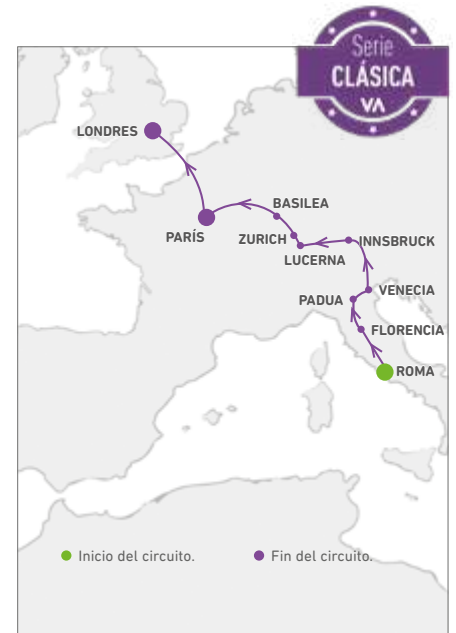 Serie
CLÁSICA
VA
LONDRES
BASILEA
PARÍS
ZURICH
INNSBRUCK
LUCERNA
VENECIA
PADUA
FLORENCIA
ROMA
Inicio del circuito.
Fin del circuito.